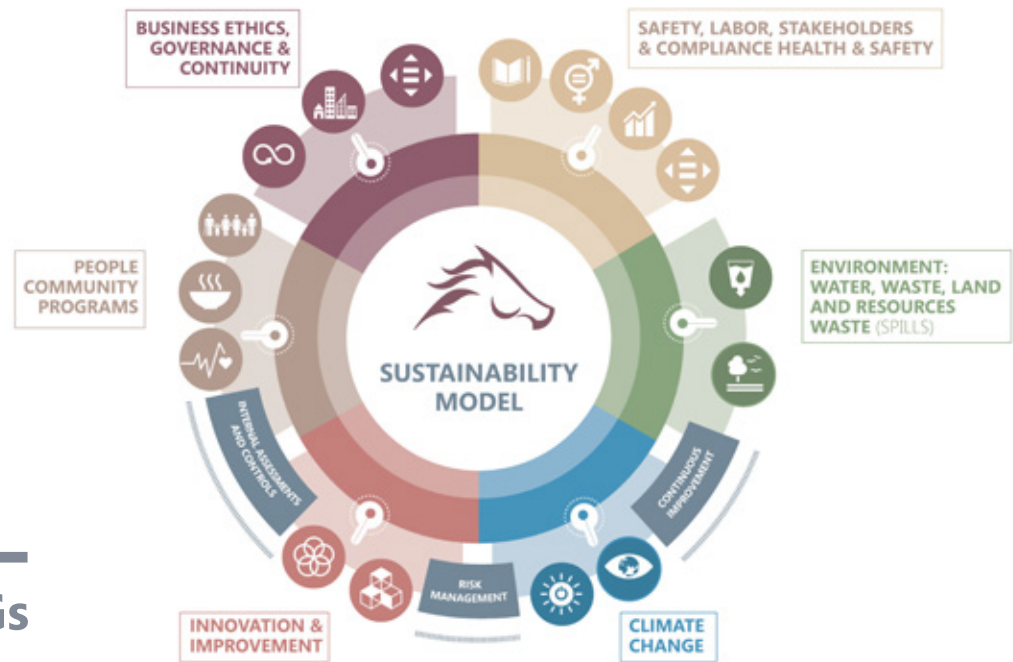 BUSINESS ETHICS,
GOVERNANCE &
CONTINUITY
SAFETY, LABOR, STAKEHOLDERS
& COMPLIANCE HEALTH & SAFETY
PEOPLE
COMMUNITY
PROGRAMS
ENVIRONMENT:
WATER, WASTE, LAND
AND RESOURCES
WASTE (SPILLS)
SUSTAINABILITY
MODEL
INTERNAL ASSESSMENTS
AND CONTROLS
CONTINUOUS
IMPROVEMENT
RISK
MANAGEMENT
Gs
INNOVATION &
IMPROVEMENT
CLIMATE
CHANGE